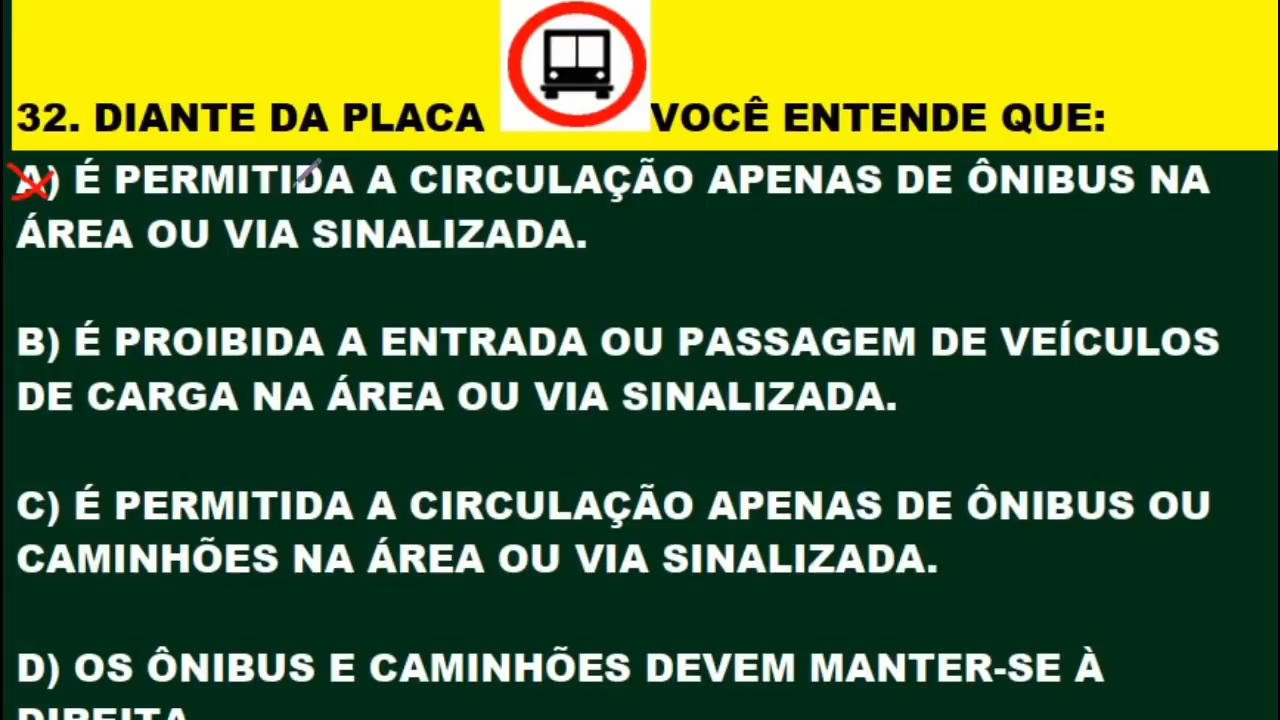 32. DIANTE DA PLACA VOCÊ ENTENDE QUE:
A) É PERMITIDA A CIRCULAÇÃO APENAS DE ÔNIBUS NA
ÁREA OU VIA SINALIZADA.
B) É PROIBIDA A ENTRADA OU PASSAGEM DE VEÍCULOS
DE CARGA NA ÁREA OU VIA SINALIZADA.
C) É PERMITIDA A CIRCULAÇÃO APENAS DE ÔNIBUS OU
CAMINHÕES NA ÁREA OU VIA SINALIZADA.
D) OS ÔNIBUS E CAMINHÕES DEVEM MANTER-SE À
DIREITA.